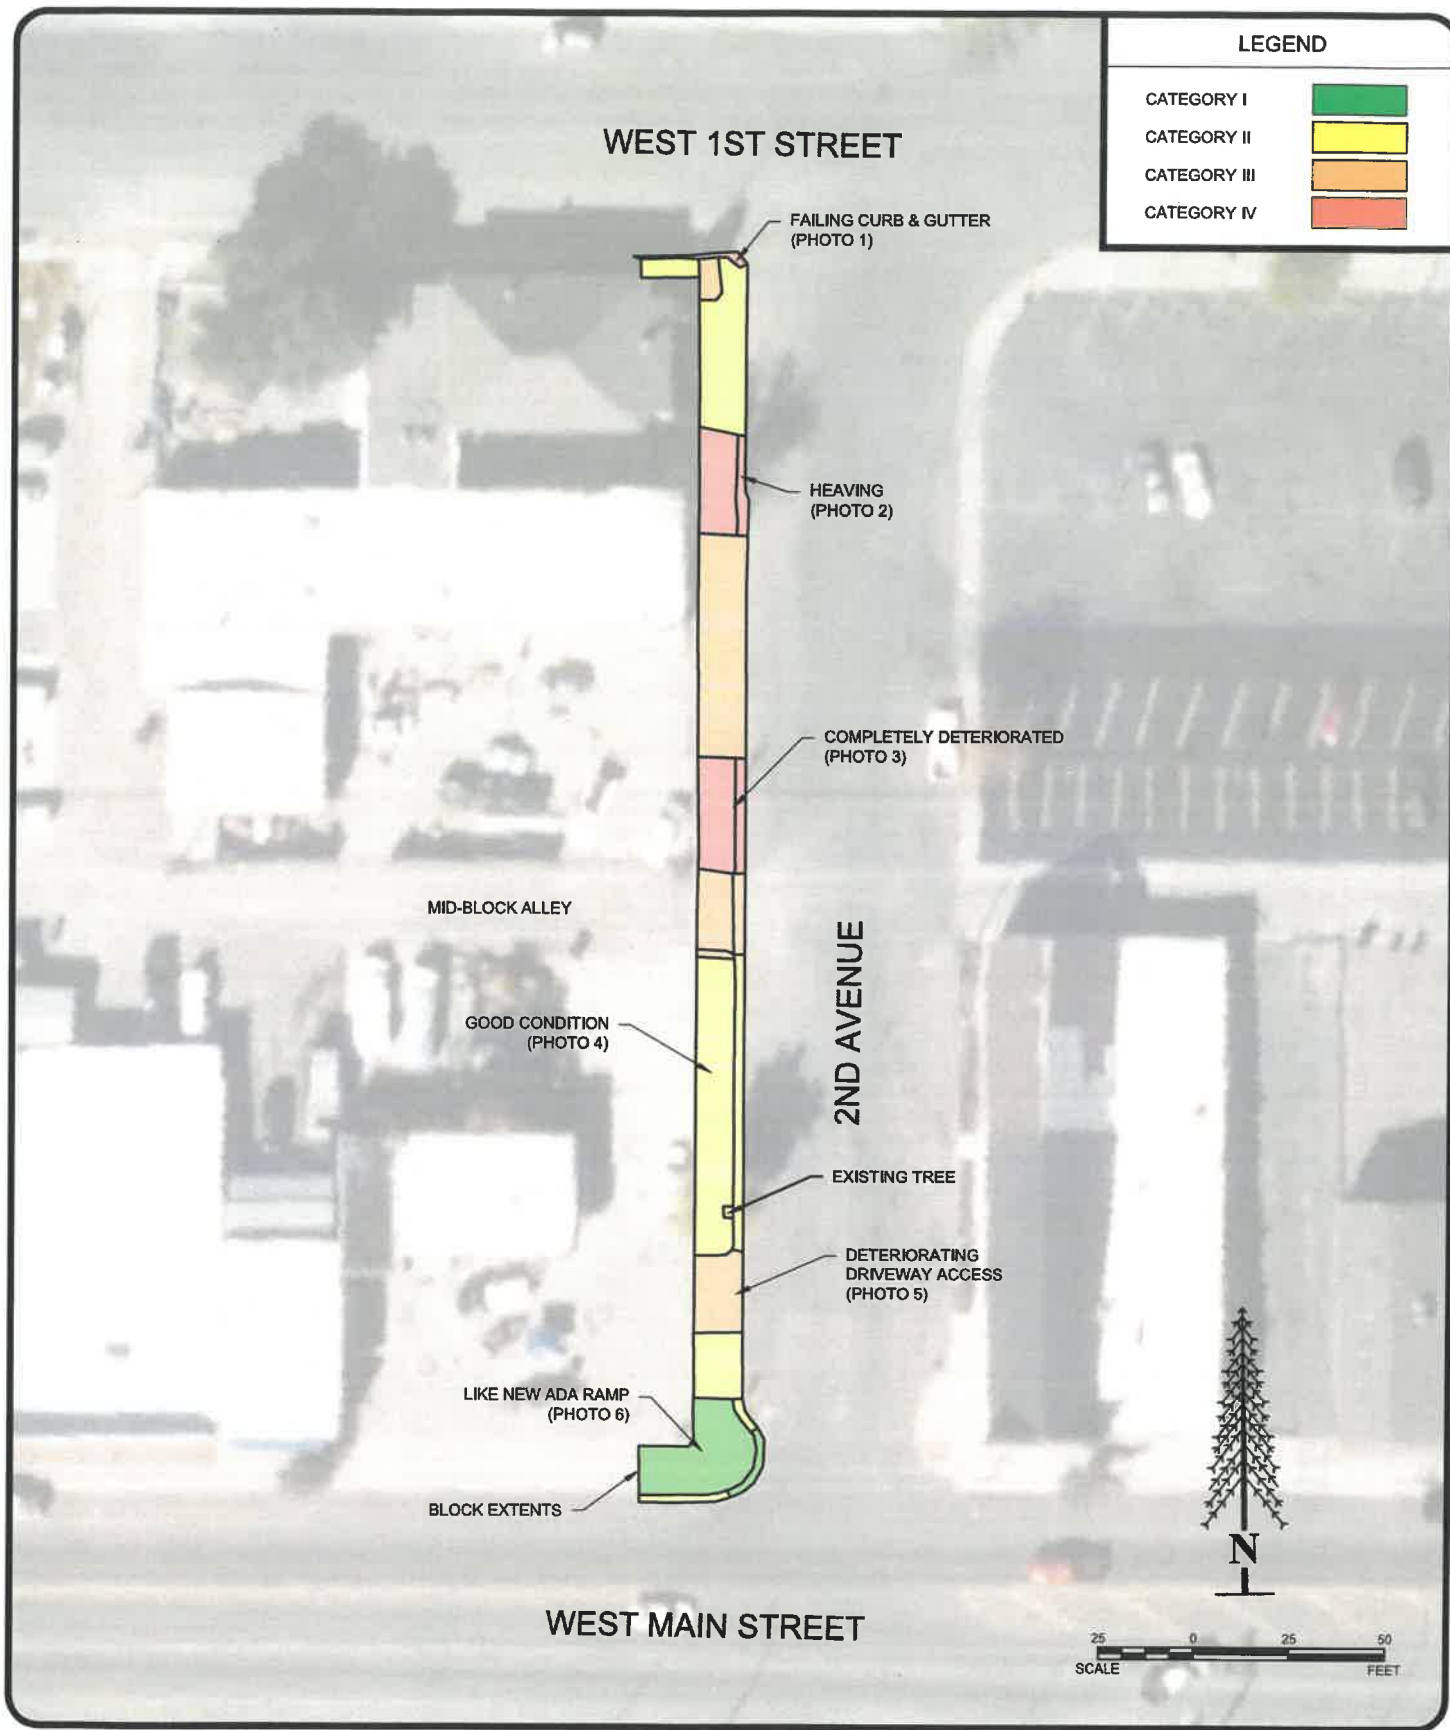 LEGEND
CATEGORY I
CATEGORY II
CATEGORY III
CATEGORY IV
WEST 1ST STREET
FAILING CURB & GUTTER
(PHOTO 1)
HEAVING
(PHOTO 2)
COMPLETELY DETERIORATED
(PHOTO 3)
MID-BLOCK ALLEY
2ND AVENUE
GOOD CONDITION
(PHOTO 4)
EXISTING TREE
DETERIORATING
DRIVEWAY ACCESS
(PHOTO 5)
LIKE NEW ADA RAMP
(PHOTO 6)
BLOCK EXTENTS
N
WEST MAIN STREET
25 0 25 50
SCALE FEET